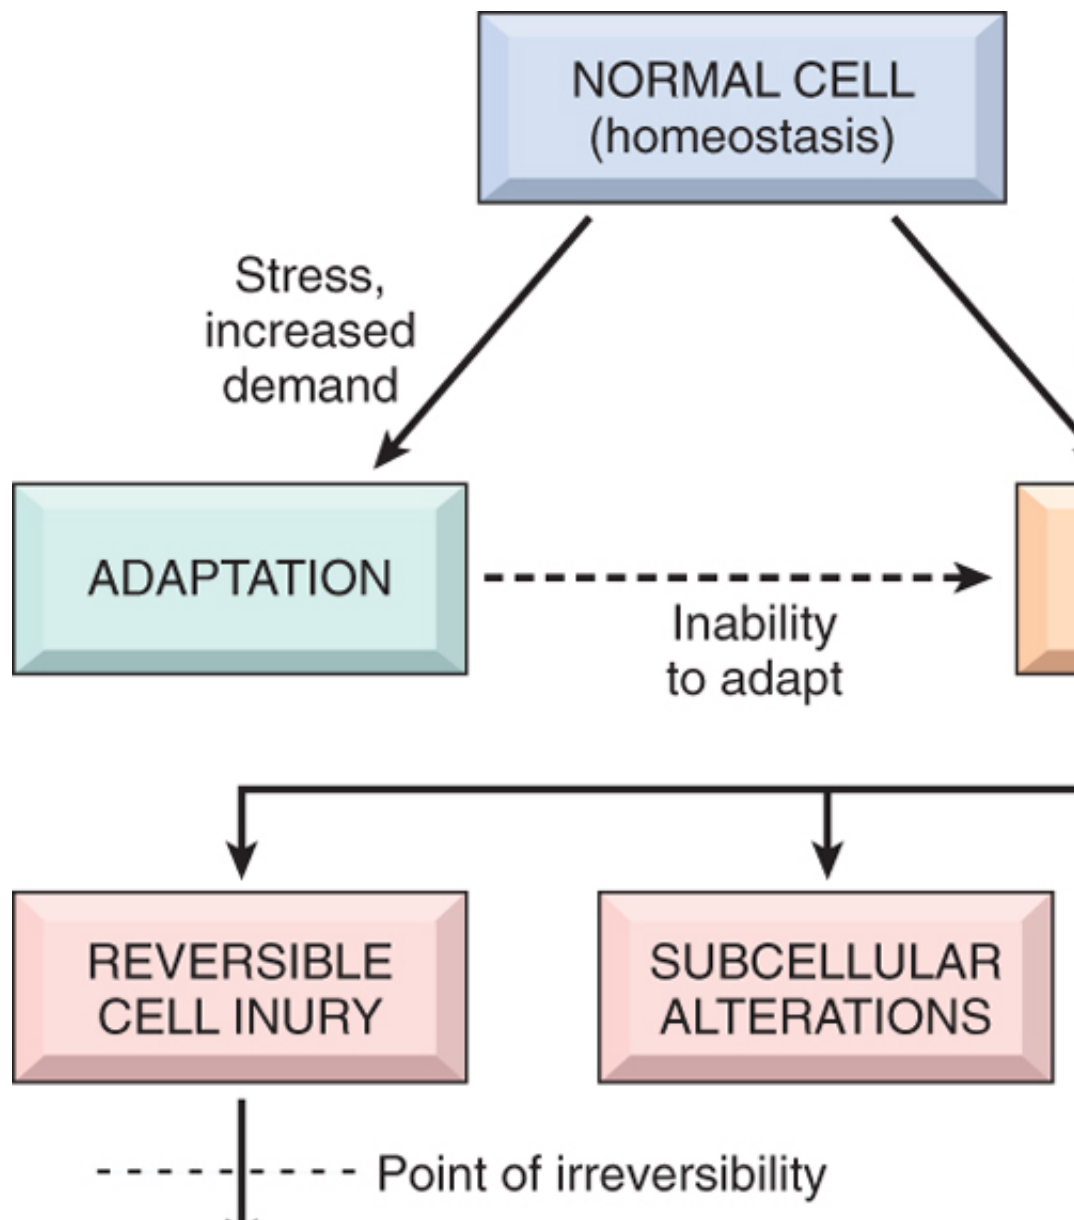 NORMAL CELL
(homeostasis)
Stress,
increased
demand
ADAPTATION
Inability
to adapt
REVERSIBLE
CELL INURY
SUBCELLULAR
ALTERATIONS
Point of irreversibility